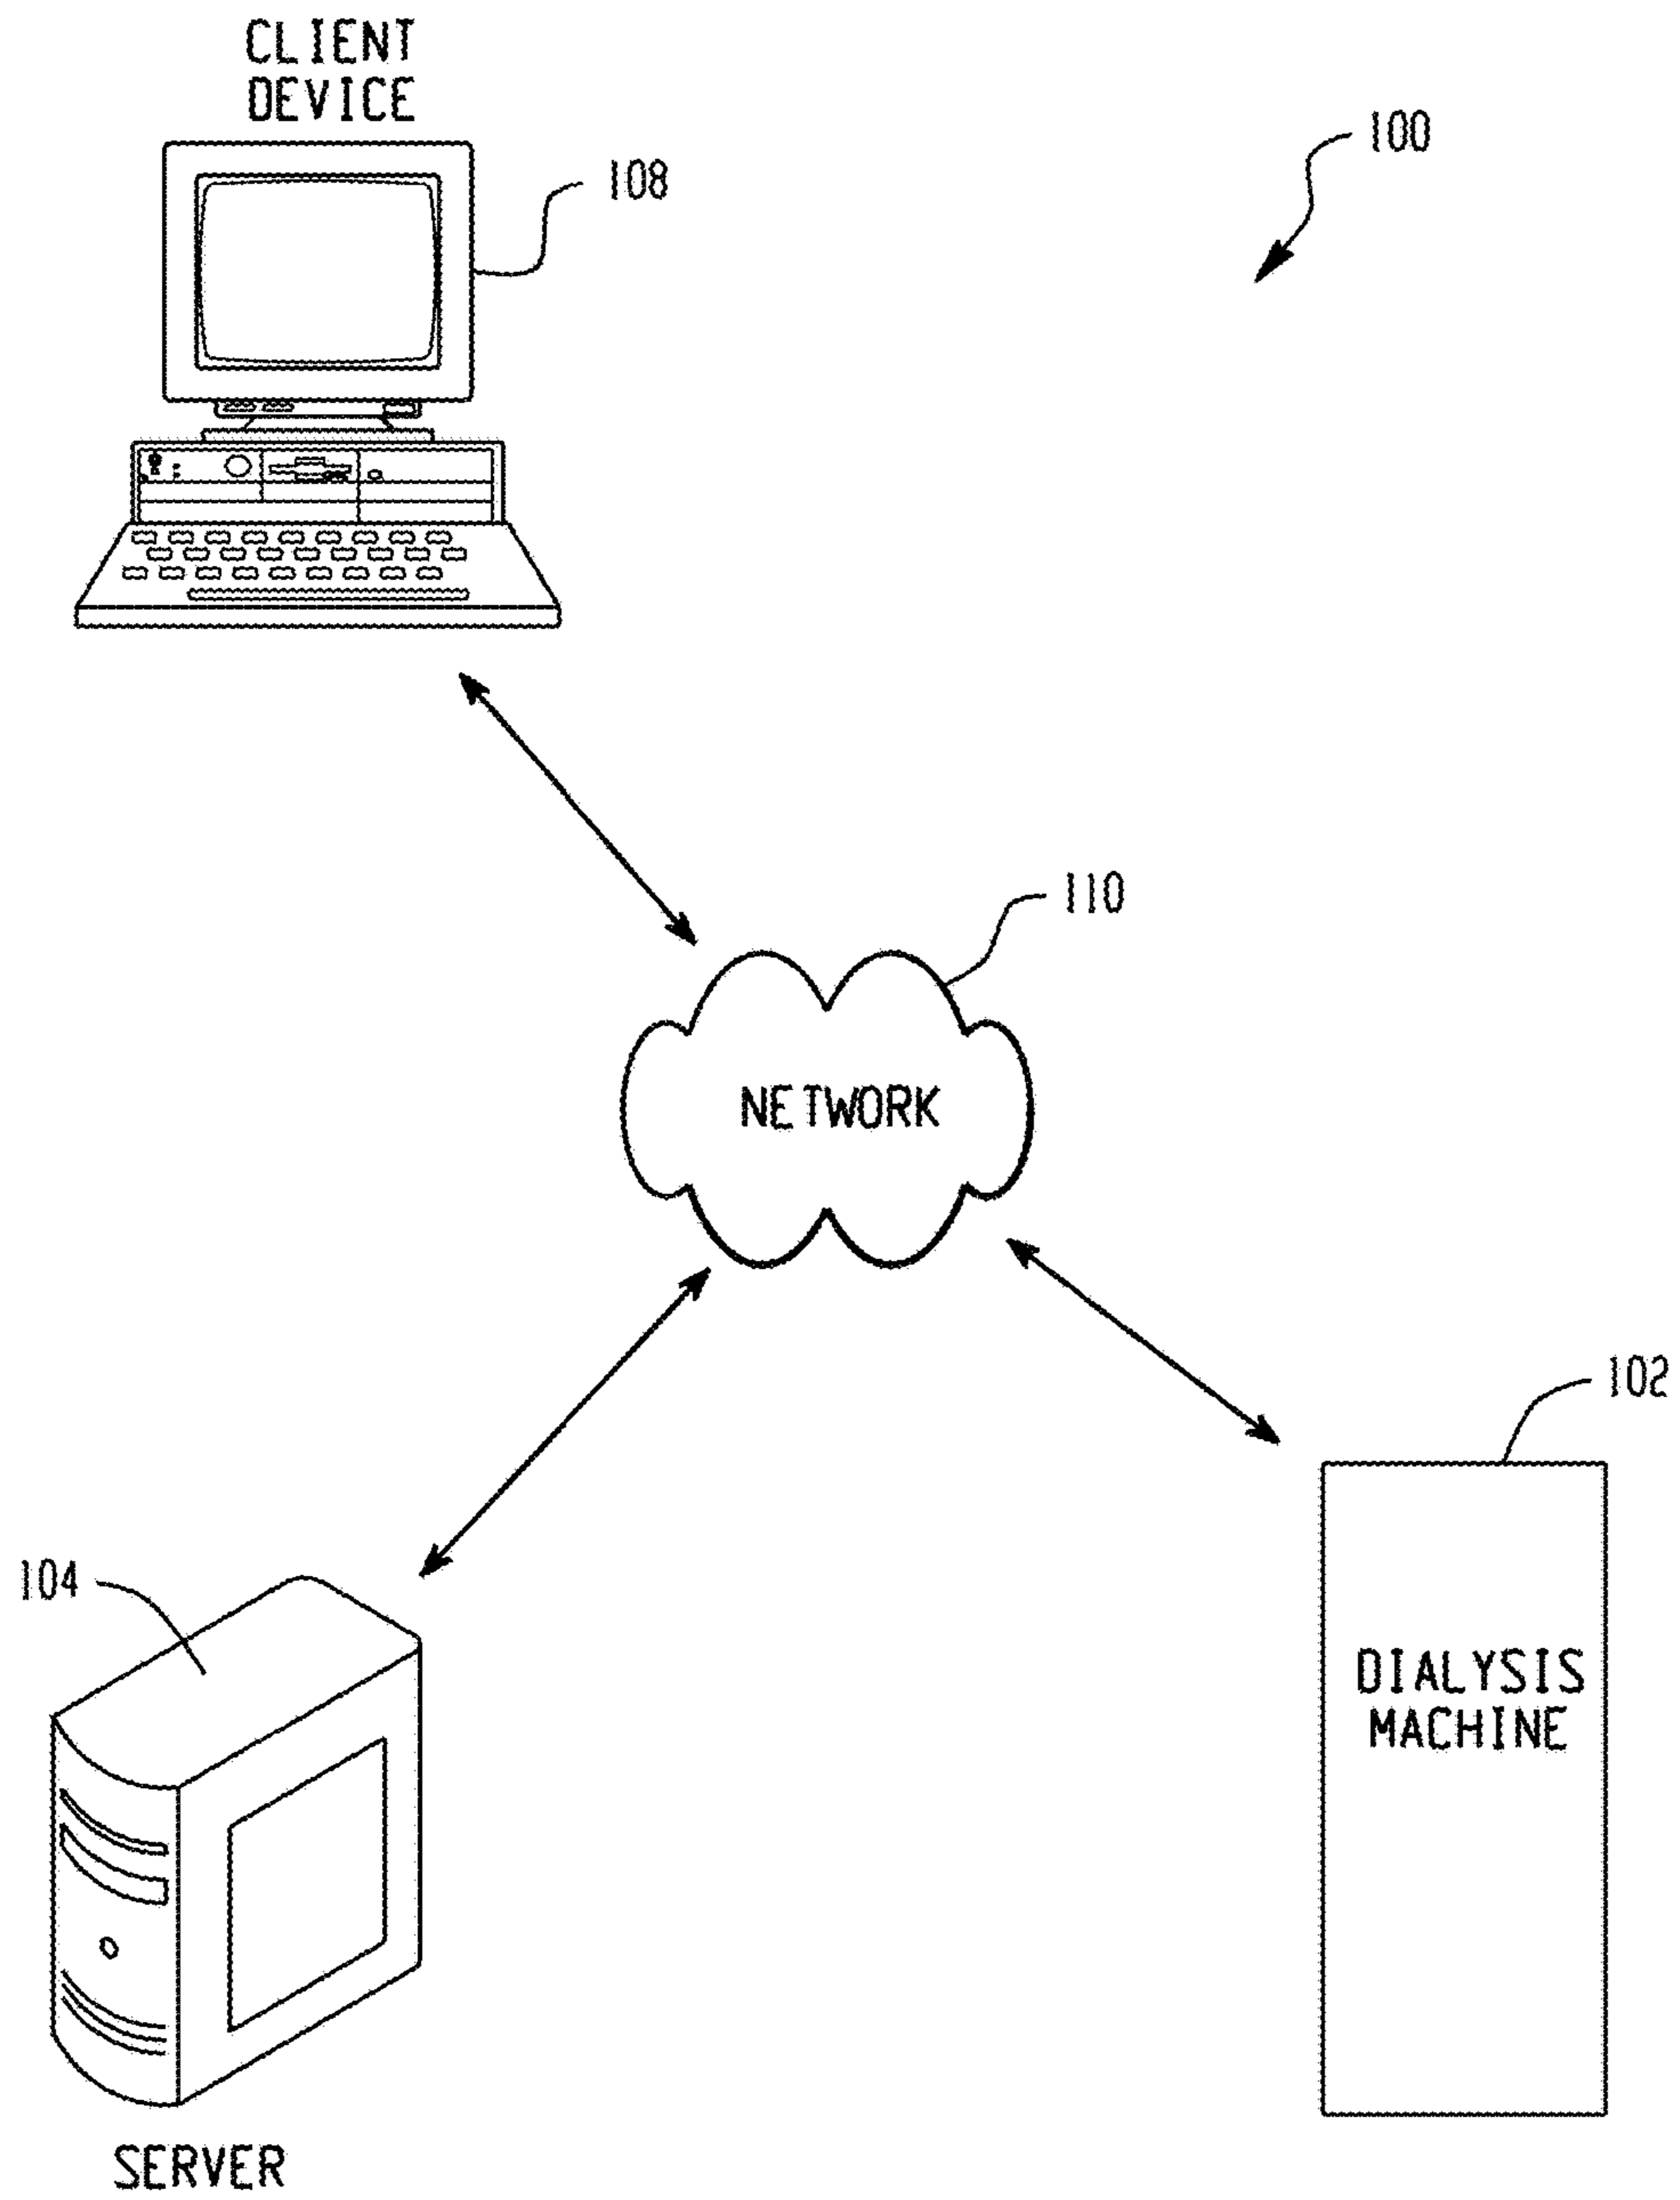 CLIENT
DEVICE
100
108
110
NETWORK
102
104
DIALYSIS
MACHINE
SERVER